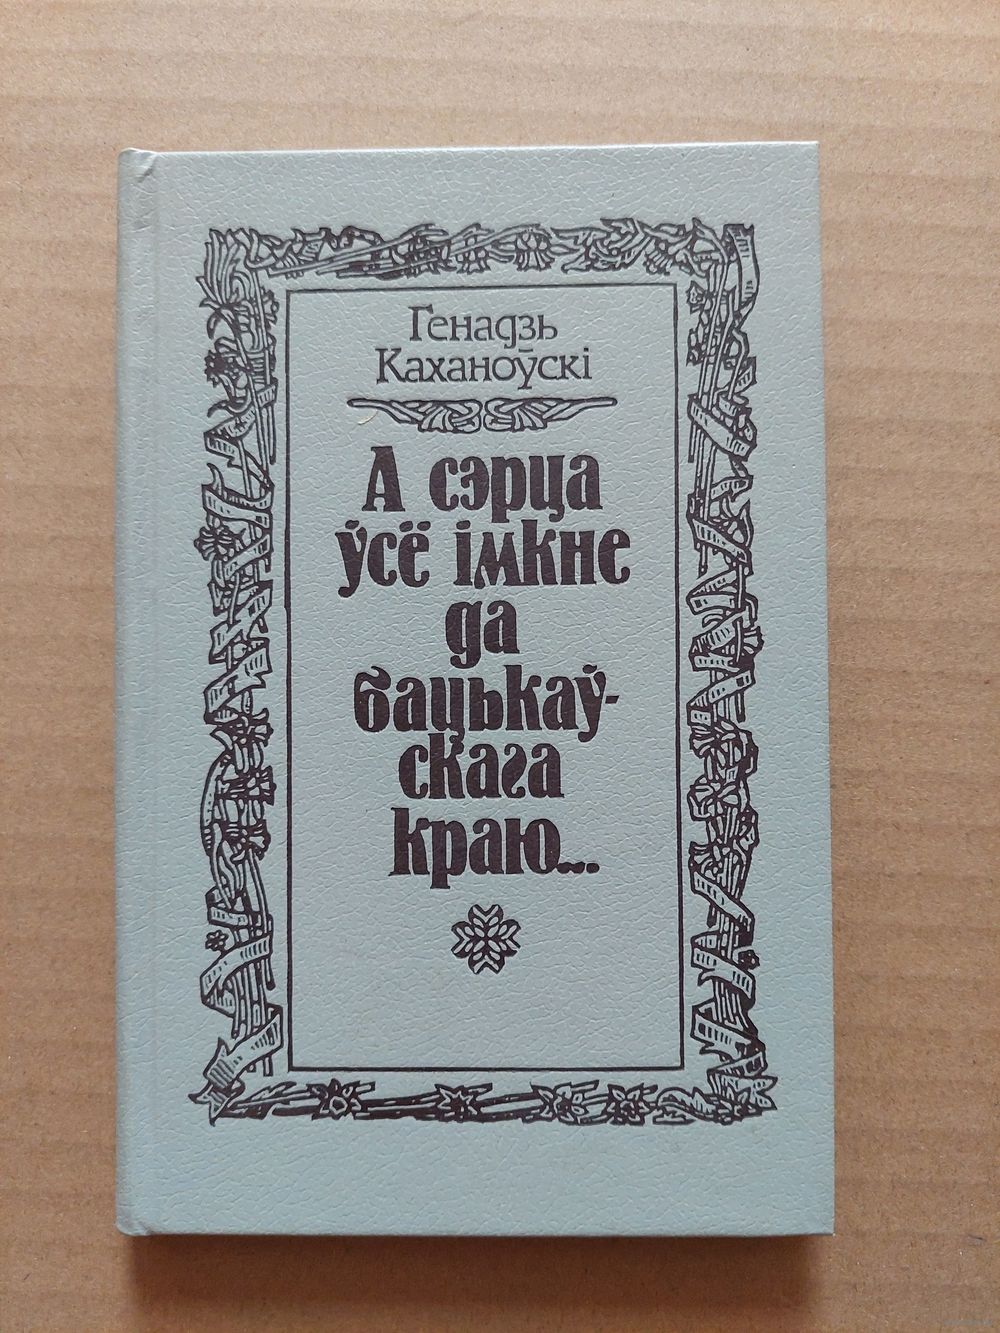 Генадзь
Каханоўскі
А сэрца
ўсё імкне
да
бацькаў-
скага
краю...